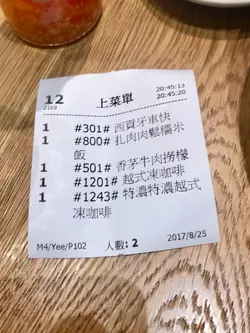 12 上菜單 20:45:13
2169 20:45:20
1 #301# 西貢牙車快
1 #800# 扎肉肉鬆糯米
飯
1 #501# 香茅牛肉撈檬
1 #1201# 越式凍咖啡
1 #1243# 特濃特濃越式
凍咖啡
M4/Yee/P102 人數: 2 2017/8/25